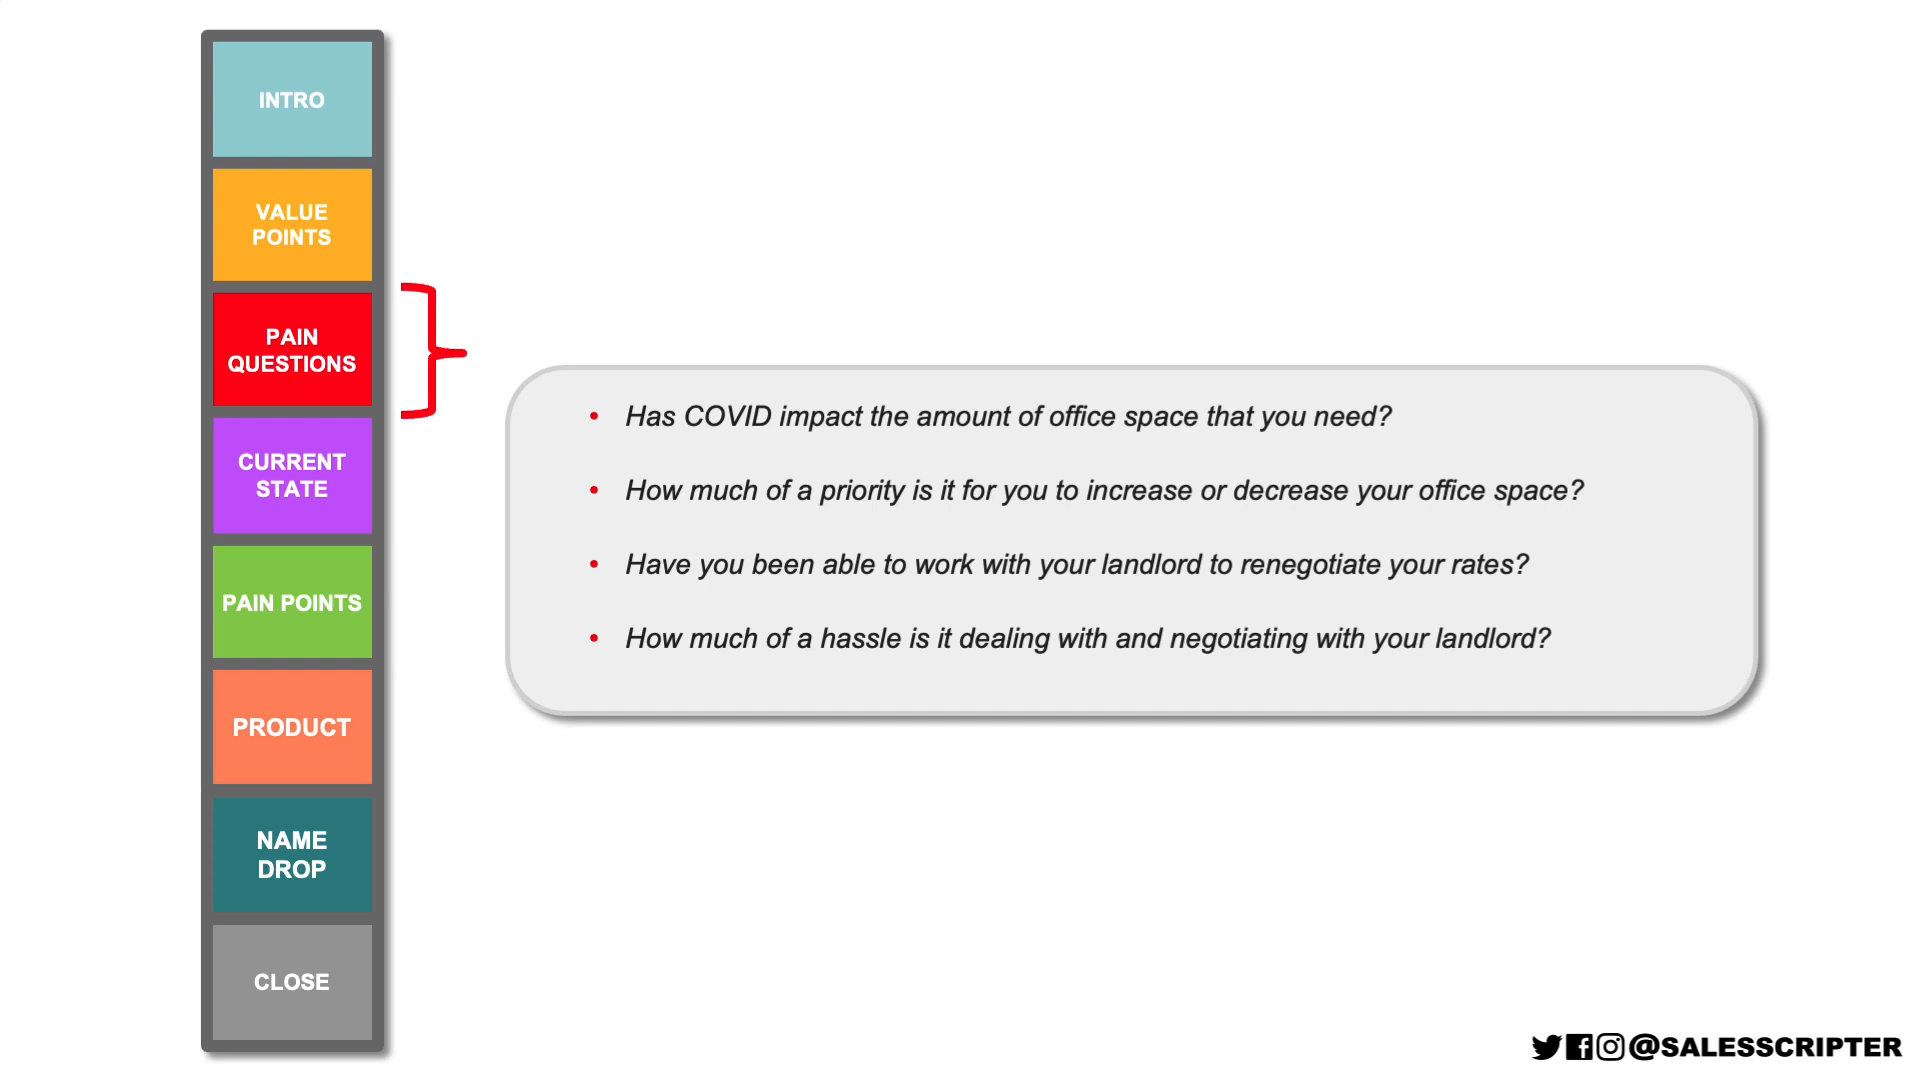 INTRO
VALUE
POINTS
PAIN
QUESTIONS
CURRENT
STATE
PAIN POINTS
PRODUCT
NAME
DROP
CLOSE
• Has COVID impact the amount of office space that you need?
• How much of a priority is it for you to increase or decrease your office space?
• Have you been able to work with your landlord to renegotiate your rates?
• How much of a hassle is it dealing with and negotiating with your landlord?
@SALESSCRIPTER